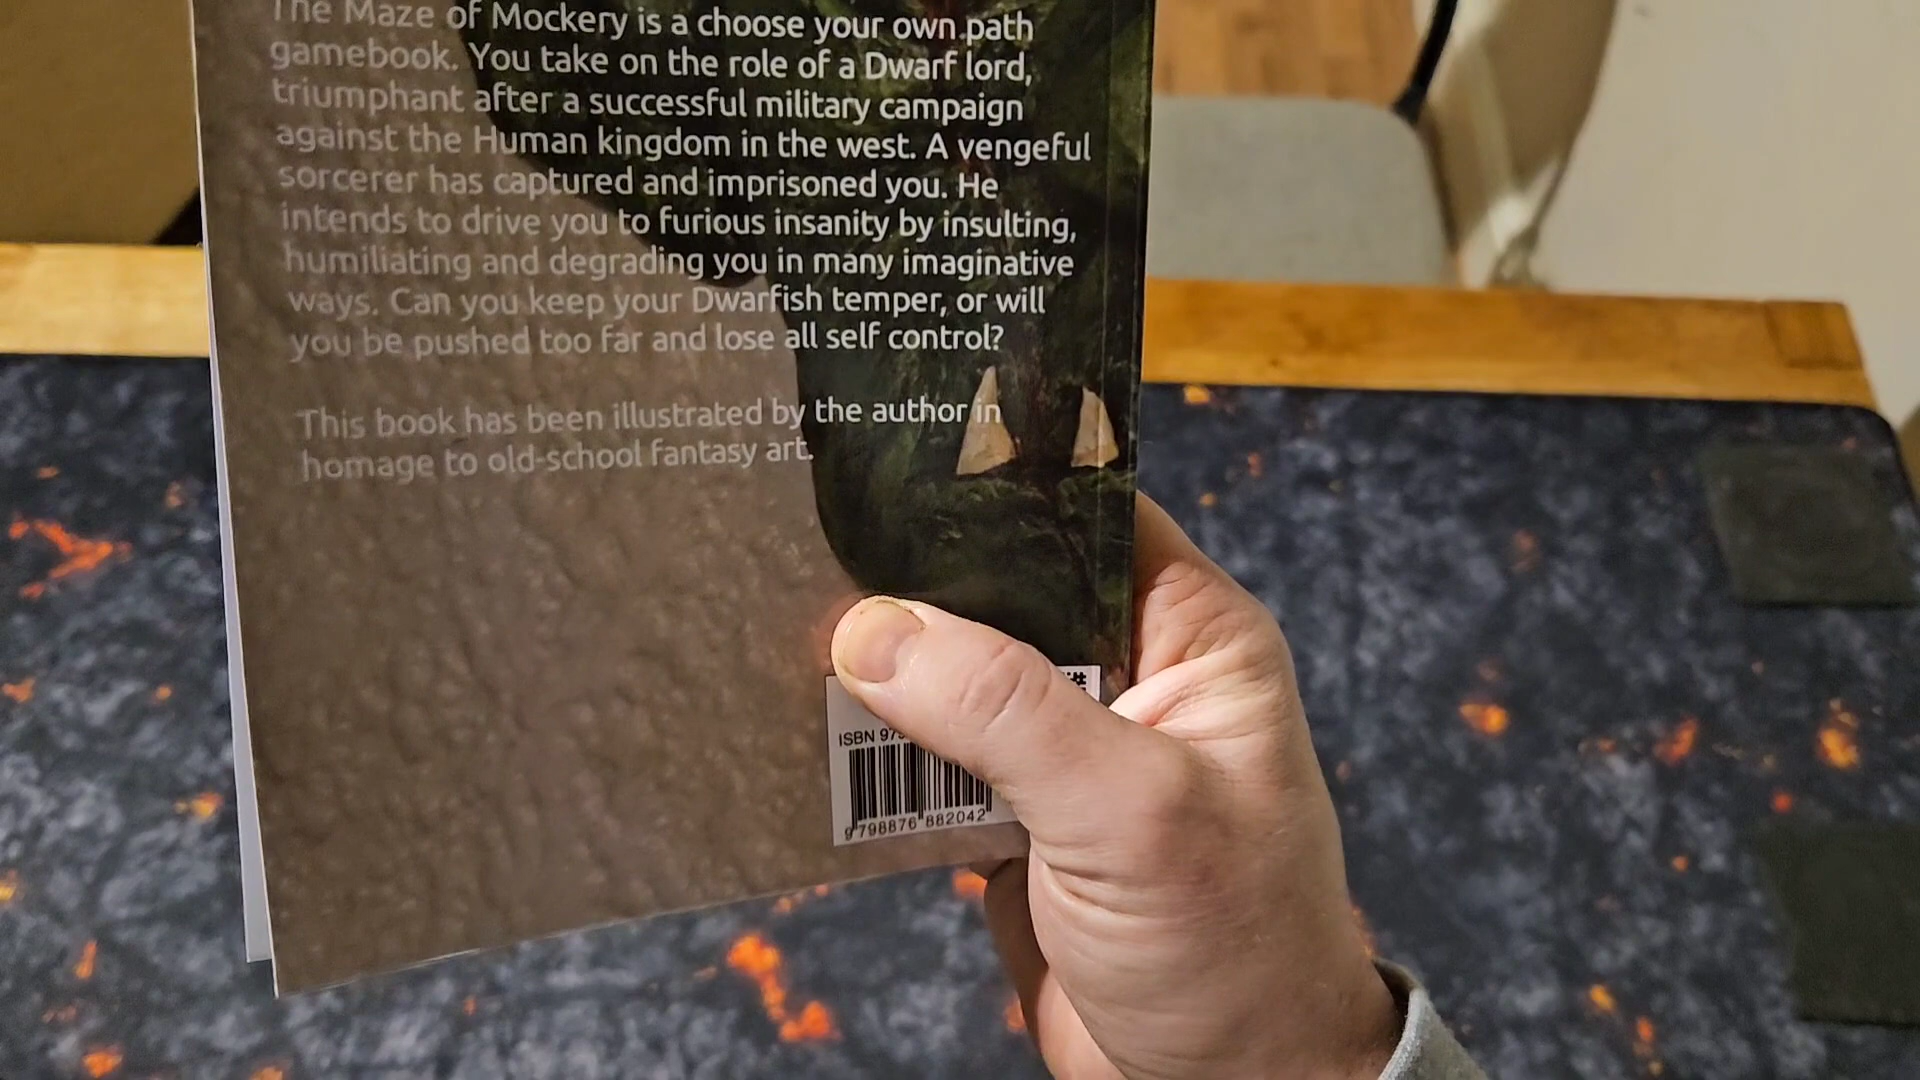 The Maze of Mockery is a choose your own path
gamebook. You take on the role of a Dwarf lord,
triumphant after a successful military campaign
against the Human kingdom in the west. A vengeful
sorcerer has captured and imprisoned you. He
intends to drive you to furious insanity by insulting,
humiliating and degrading you in many imaginative
ways. Can you keep your Dwarfish temper, or will
you be pushed too far and lose all self control?
This book has been illustrated by the author in
homage to old-school fantasy art.
ISBN
9 798876 882042